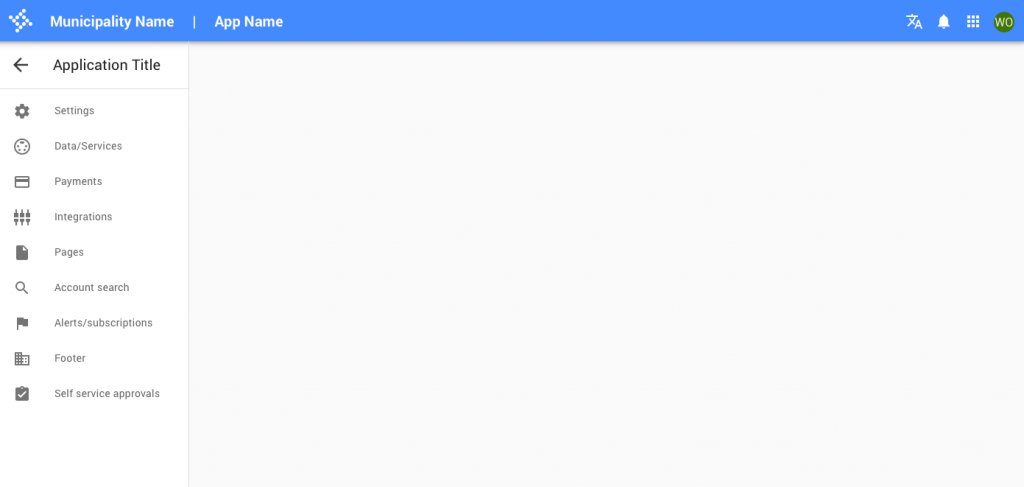 Municipality Name | App Name WO
Application Title
Settings
Data/Services
Payments
Integrations
Pages
Account search
Alerts/subscriptions
Footer
Self service approvals